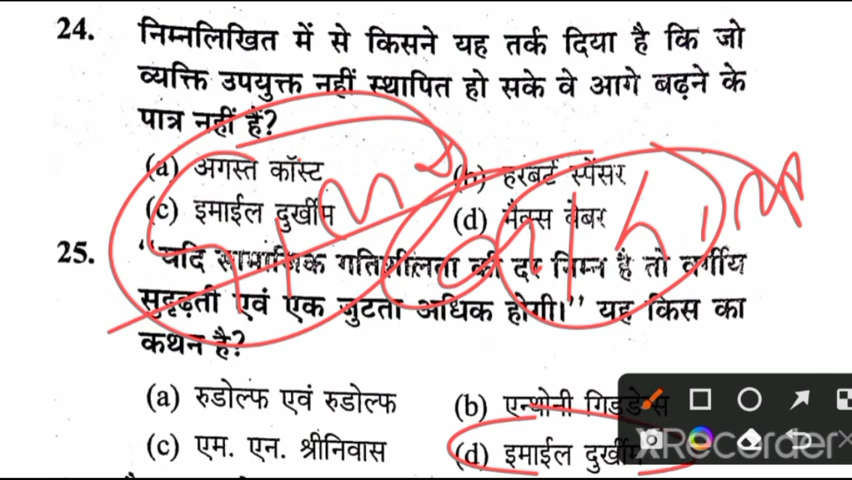 24. निम्नलिखित में से किसने यह तर्क दिया है कि जो
व्यक्ति उपयुक्त नहीं स्थापित हो सके वे आगे बढ़ने के
पात्र नहीं हैं?
(a) अगस्त कॉस्ट (b) हरबर्ट स्पेंसर
(c) इमाईल दुर्खीम (d) मैक्स वेबर
25. "यदि सामाजिक गतिशीलता की दर निम्न है तो वर्गीय
सुदृढ़ती एवं एक जुटता अधिक होगी।" यह किस का
कथन है?
(a) रुडोल्फ एवं रुडोल्फ (b) एन्थोनी गिडडेन्स
(c) एम. एन. श्रीनिवास (d) इमाईल दुर्खीम
XRecorder